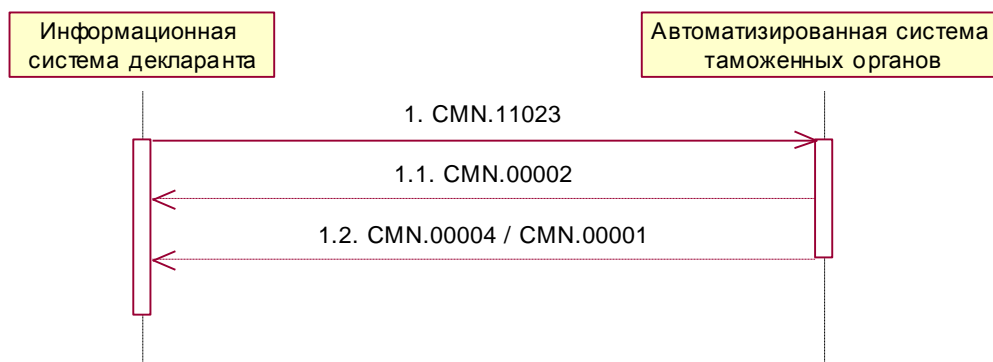 Информационная
система декларанта
Автоматизированная система
таможенных органов
1. CMN.11023
1.1. CMN.00002
1.2. CMN.00004 / CMN.00001